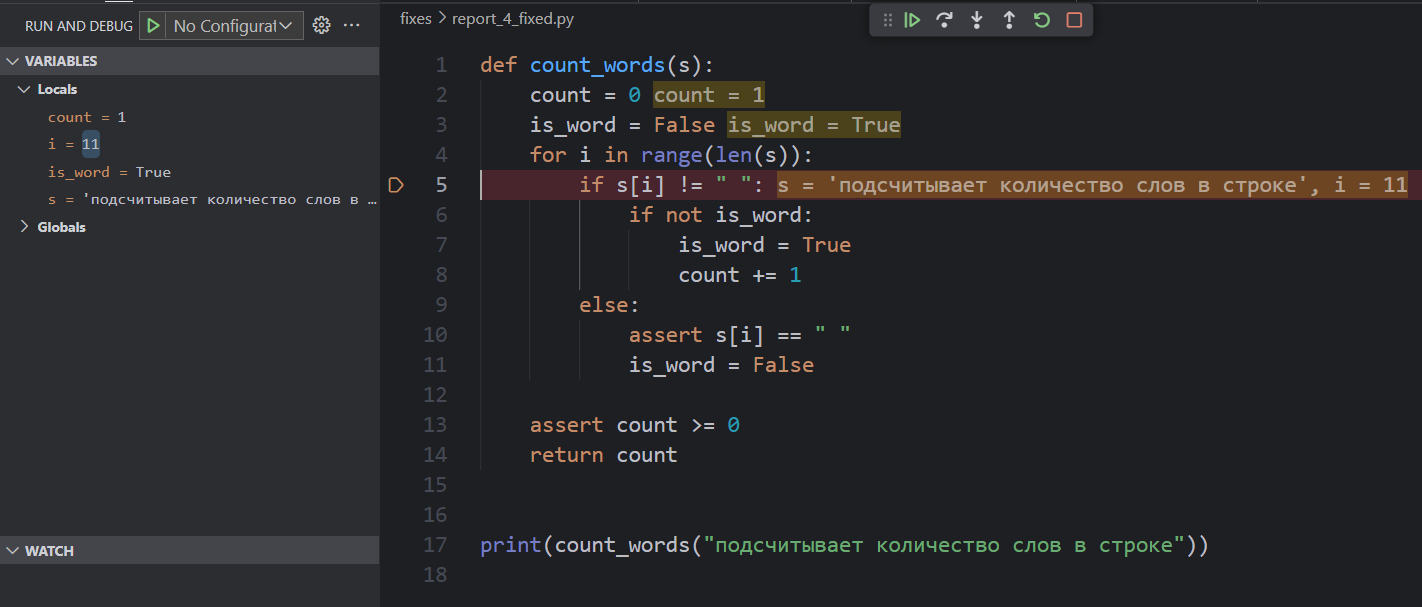 RUN AND DEBUG No Configurat
VARIABLES
Locals
count = 1
i = 11
is_word = True
s = 'подсчитывает количество слов в …
Globals
WATCH
fixes > report_4_fixed.py
1 def count_words(s):
2 count = 0 count = 1
3 is_word = False is_word = True
4 for i in range(len(s)):
5 if s[i] != " ": s = 'подсчитывает количество слов в строке', i = 11
6 if not is_word:
7 is_word = True
8 count += 1
9 else:
10 assert s[i] == " "
11 is_word = False
12
13 assert count >= 0
14 return count
15
16
17 print(count_words("подсчитывает количество слов в строке"))
18